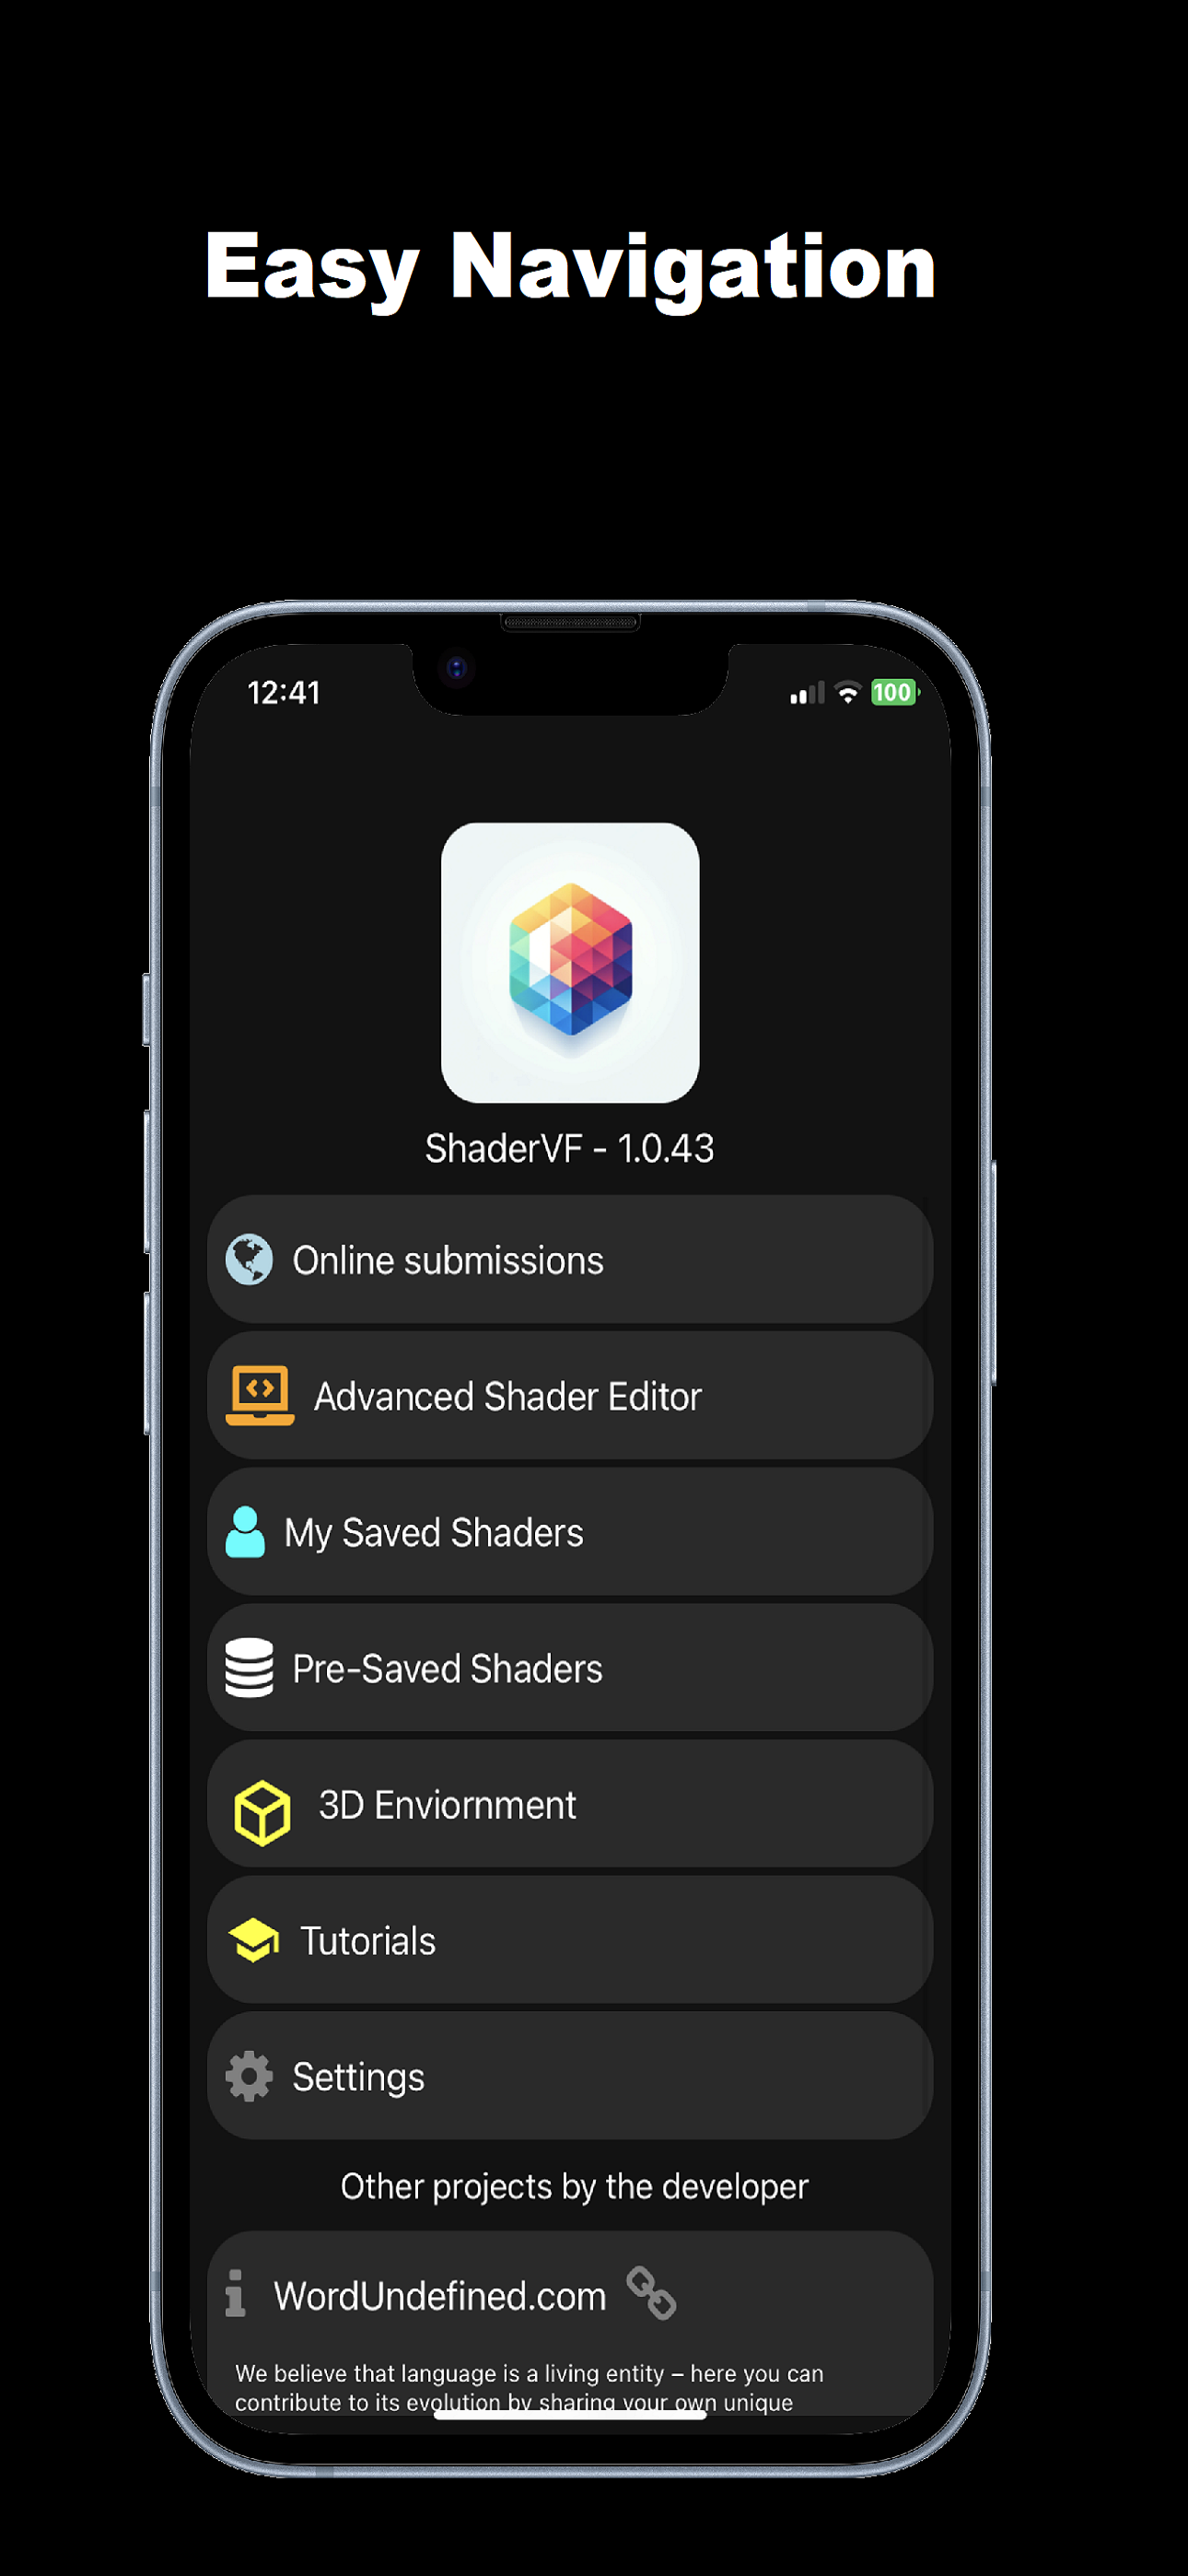 Easy Navigation
12:41
100
ShaderVF - 1.0.43
Online submissions
Advanced Shader Editor
My Saved Shaders
Pre-Saved Shaders
3D Enviornment
Tutorials
Settings
Other projects by the developer
WordUndefined.com
We believe that language is a living entity – here you can
contribute to its evolution by sharing your own unique